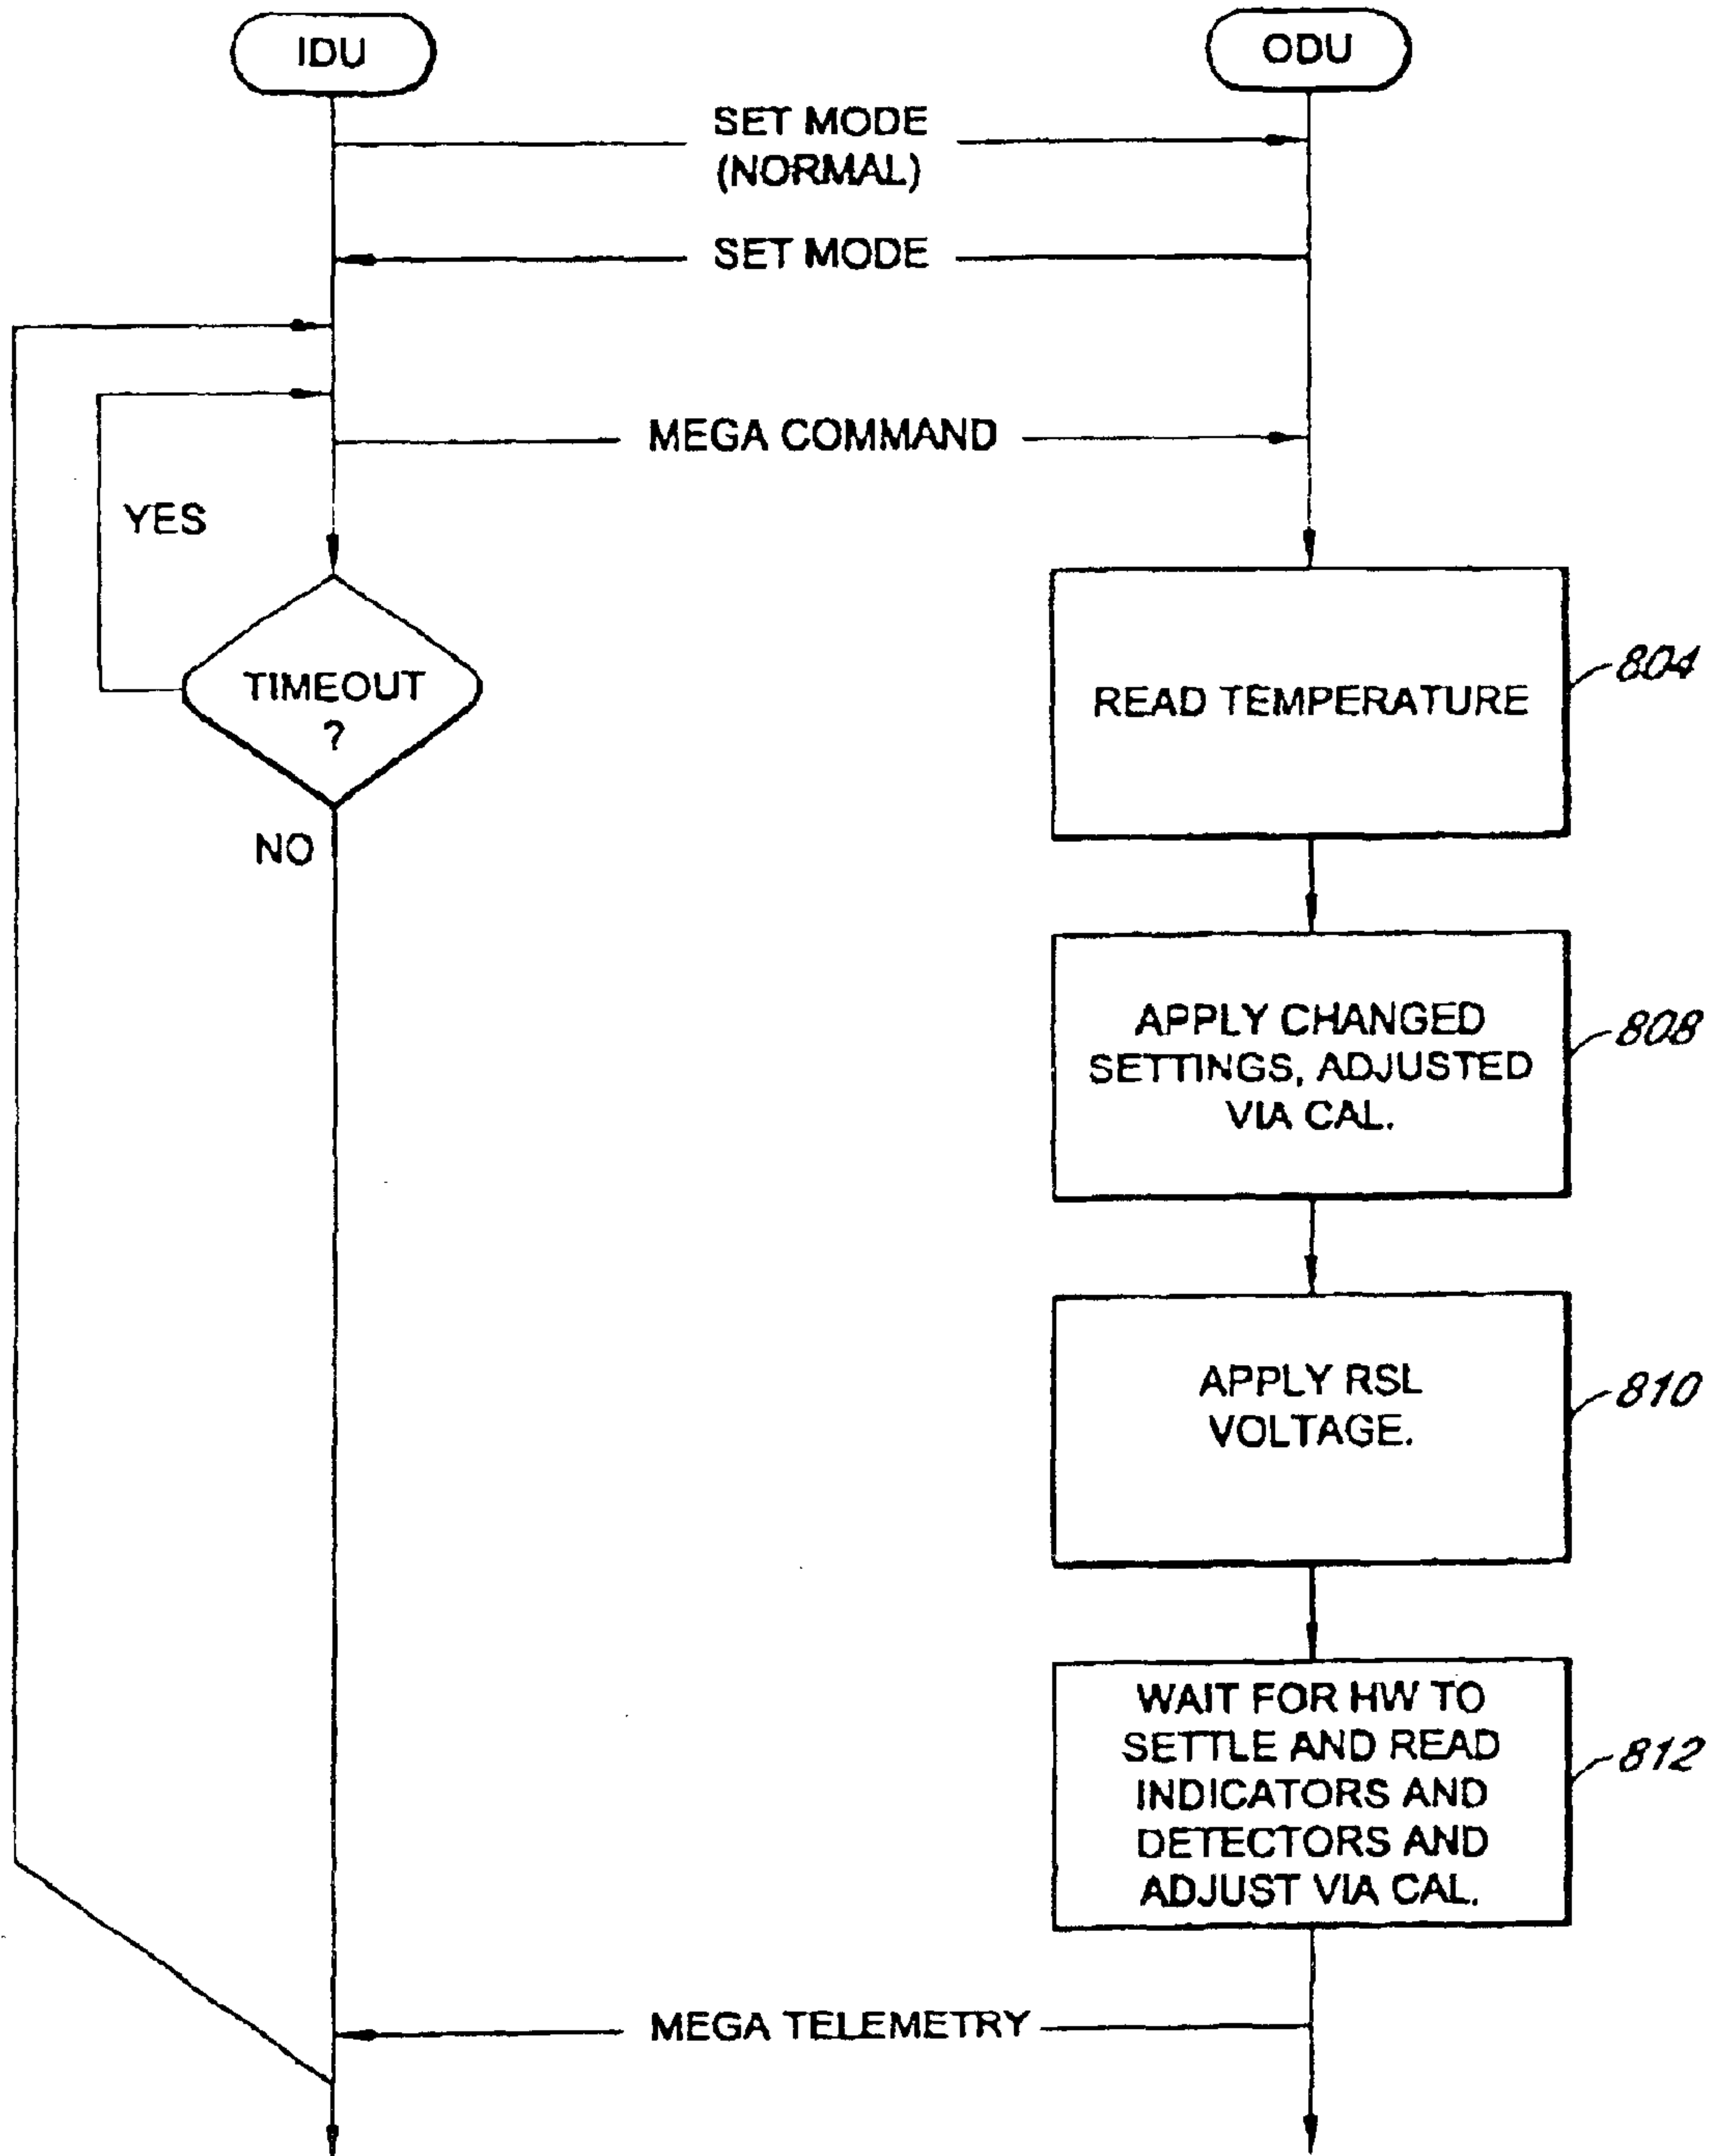 IDU
ODU
SET MODE
(NORMAL)
SET MODE
MEGA COMMAND
YES
TIMEOUT
?
NO
READ TEMPERATURE
804
APPLY CHANGED
SETTINGS, ADJUSTED
VIA CAL.
808
APPLY RSL
VOLTAGE.
810
WAIT FOR HW TO
SETTLE AND READ
INDICATORS AND
DETECTORS AND
ADJUST VIA CAL.
812
MEGA TELEMETRY